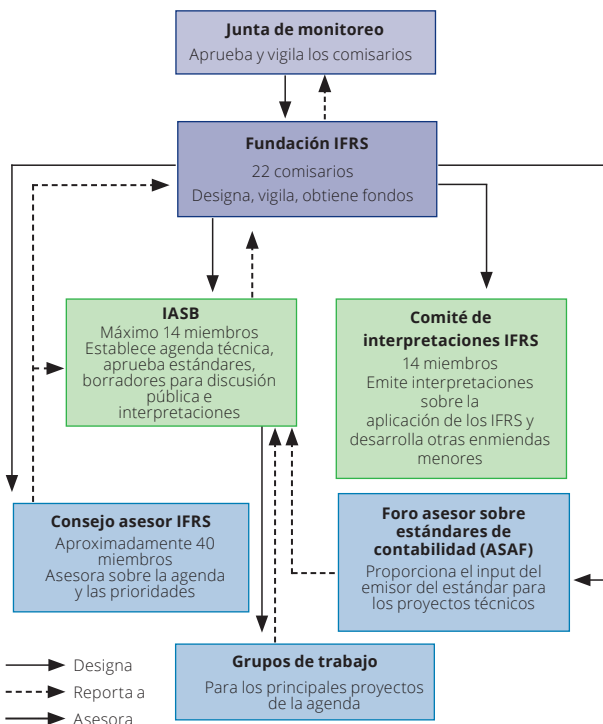 Junta de monitoreo
Aprueba y vigila los comisarios
Fundación IFRS
22 comisarios
Designa, vigila, obtiene fondos
IASB
Máximo 14 miembros
Establece agenda técnica,
aprueba estándares,
borradores para discusión
pública e
interpretaciones
Comité de
interpretaciones IFRS
14 miembros
Emite interpretaciones
sobre la
aplicación de los IFRS y
desarrolla otras enmiendas
menores
Consejo asesor IFRS
Aproximadamente 40
miembros
Asesora sobre la agenda
y las prioridades
Foro asesor sobre
estándares de
contabilidad (ASAF)
Proporciona el input del
emisor del estándar para
los proyectos técnicos
Grupos de trabajo
Para los principales proyectos
de la agenda
Designa
Reporta a
Asesora